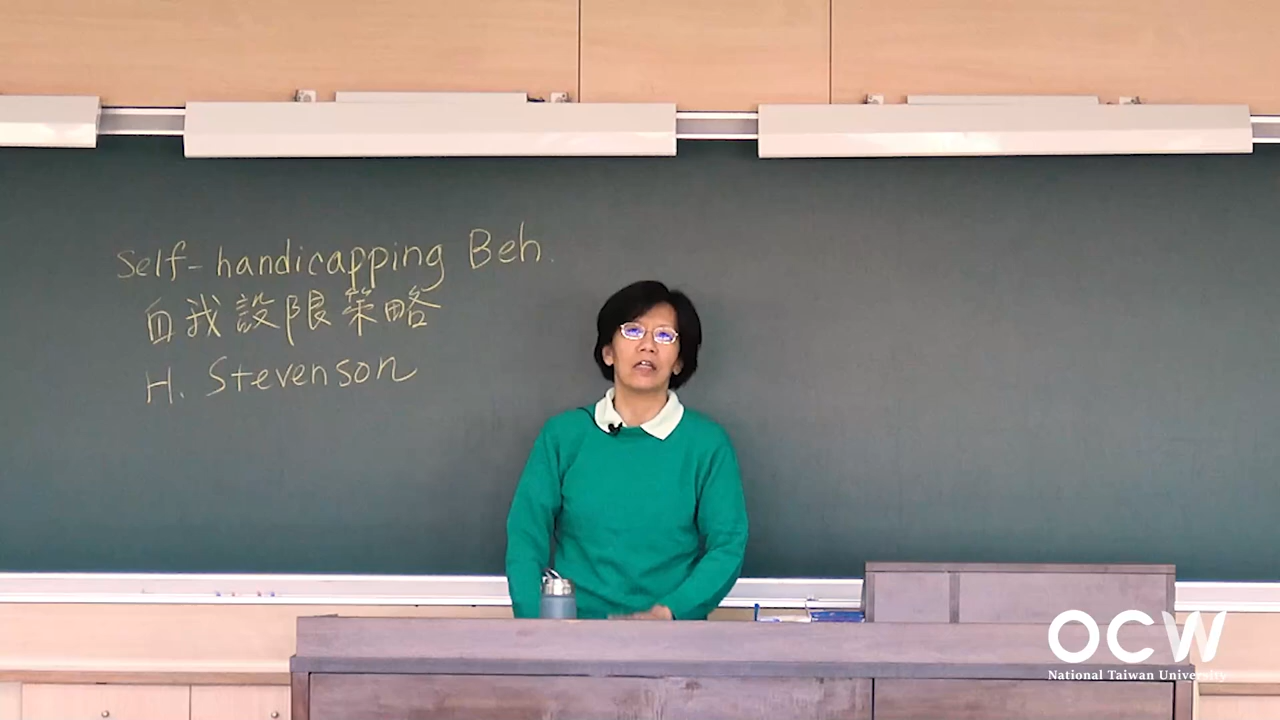 Self-handicapping Beh.
自我設限策略
H. Stevenson
OCW
National Taiwan University